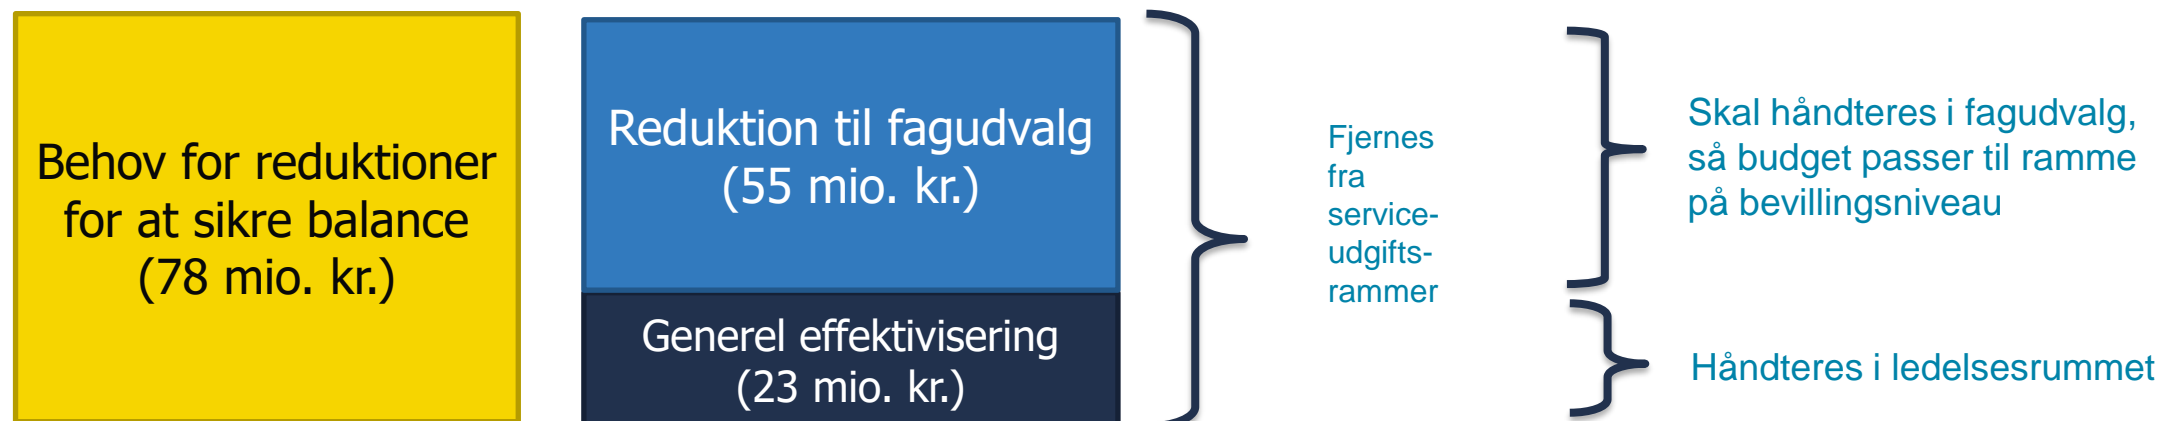 Behov for reduktioner
for at sikre balance
(78 mio. kr.)
Reduktion til fagudvalg
(55 mio. kr.)
Generel effektivisering
(23 mio. kr.)
Fjernes
fra
service-
udgifts-
rammer
Skal håndteres i fagudvalg,
så budget passer til ramme
på bevillingsniveau
Håndteres i ledelsesrummet